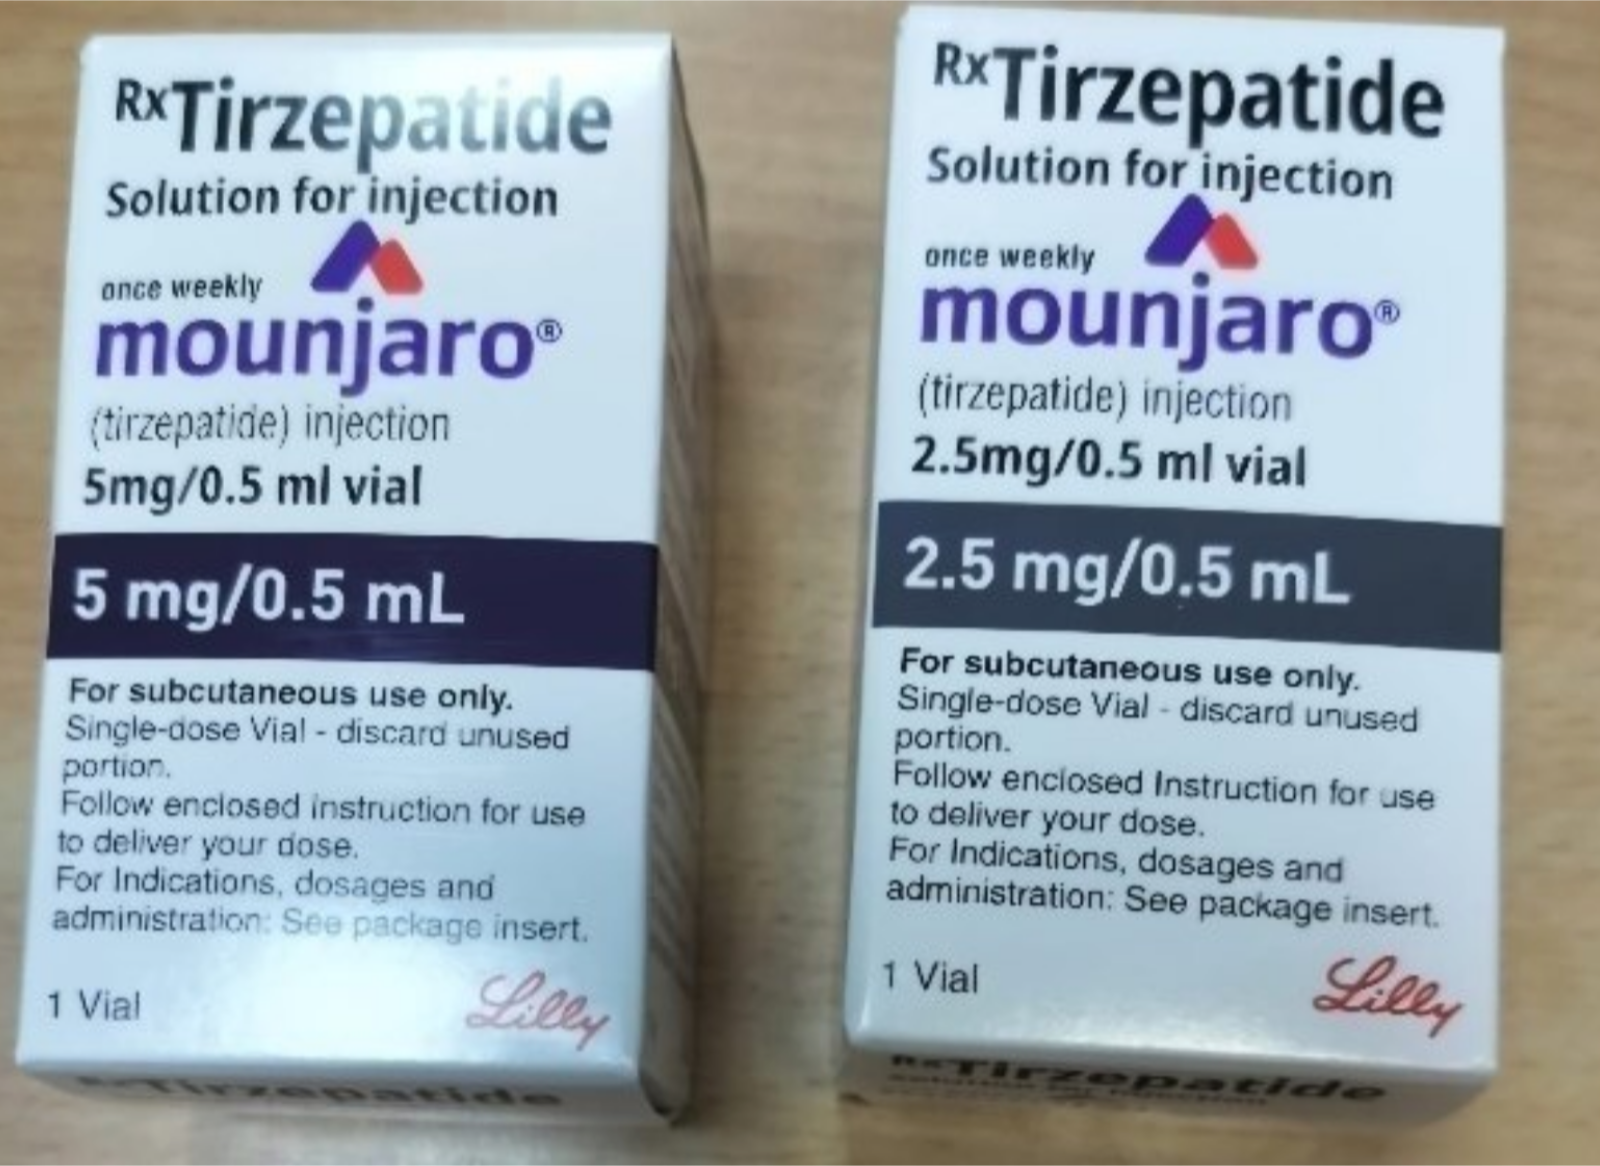 RxTirzepatide
Solution for injection
once weekly
mounjaro®
(tirzepatide) injection
5mg/0.5 ml vial
5 mg/0.5 mL
For subcutaneous use only.
Single-dose Vial - discard unused
portion.
Follow enclosed instruction for use
to deliver your dose.
For Indications, dosages and
administration: See package insert.
1 Vial
Lilly
RxTirzepatide
RxTirzepatide
Solution for injection
once weekly
mounjaro®
(tirzepatide) injection
2.5mg/0.5 ml vial
2.5 mg/0.5 mL
For subcutaneous use only.
Single-dose Vial - discard unused
portion.
Follow enclosed Instruction for use
to deliver your dose.
For Indications, dosages and
administration: See package insert.
1 Vial
Lilly
RxTirzepatide
Solution for injection